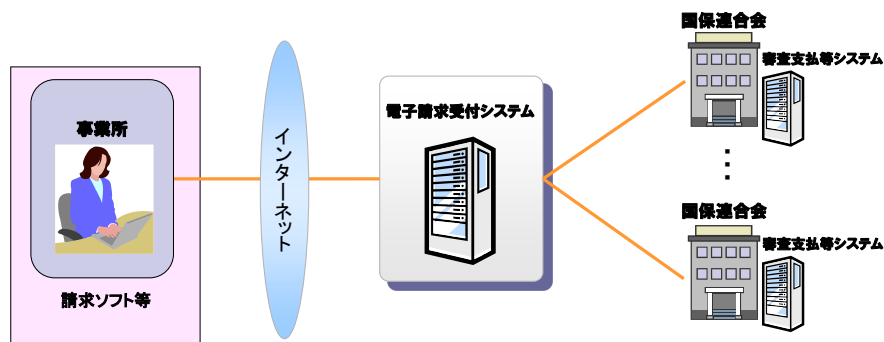 事業所
請求ソフト等
インターネット
電子請求受付システム
国保連合会
審査支払等システム
国保連合会
審査支払等システム